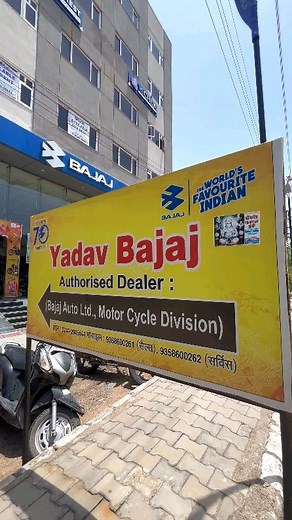 BAJAJ
BAJAJ
THE WORLD'S
FAVOURITE
INDIAN
70
Yadav Bajaj
Authorised Dealer :
(Bajaj Auto Ltd., Motor Cycle Division)
9358600261 (सेल्स), 9358600262 (सर्विस)